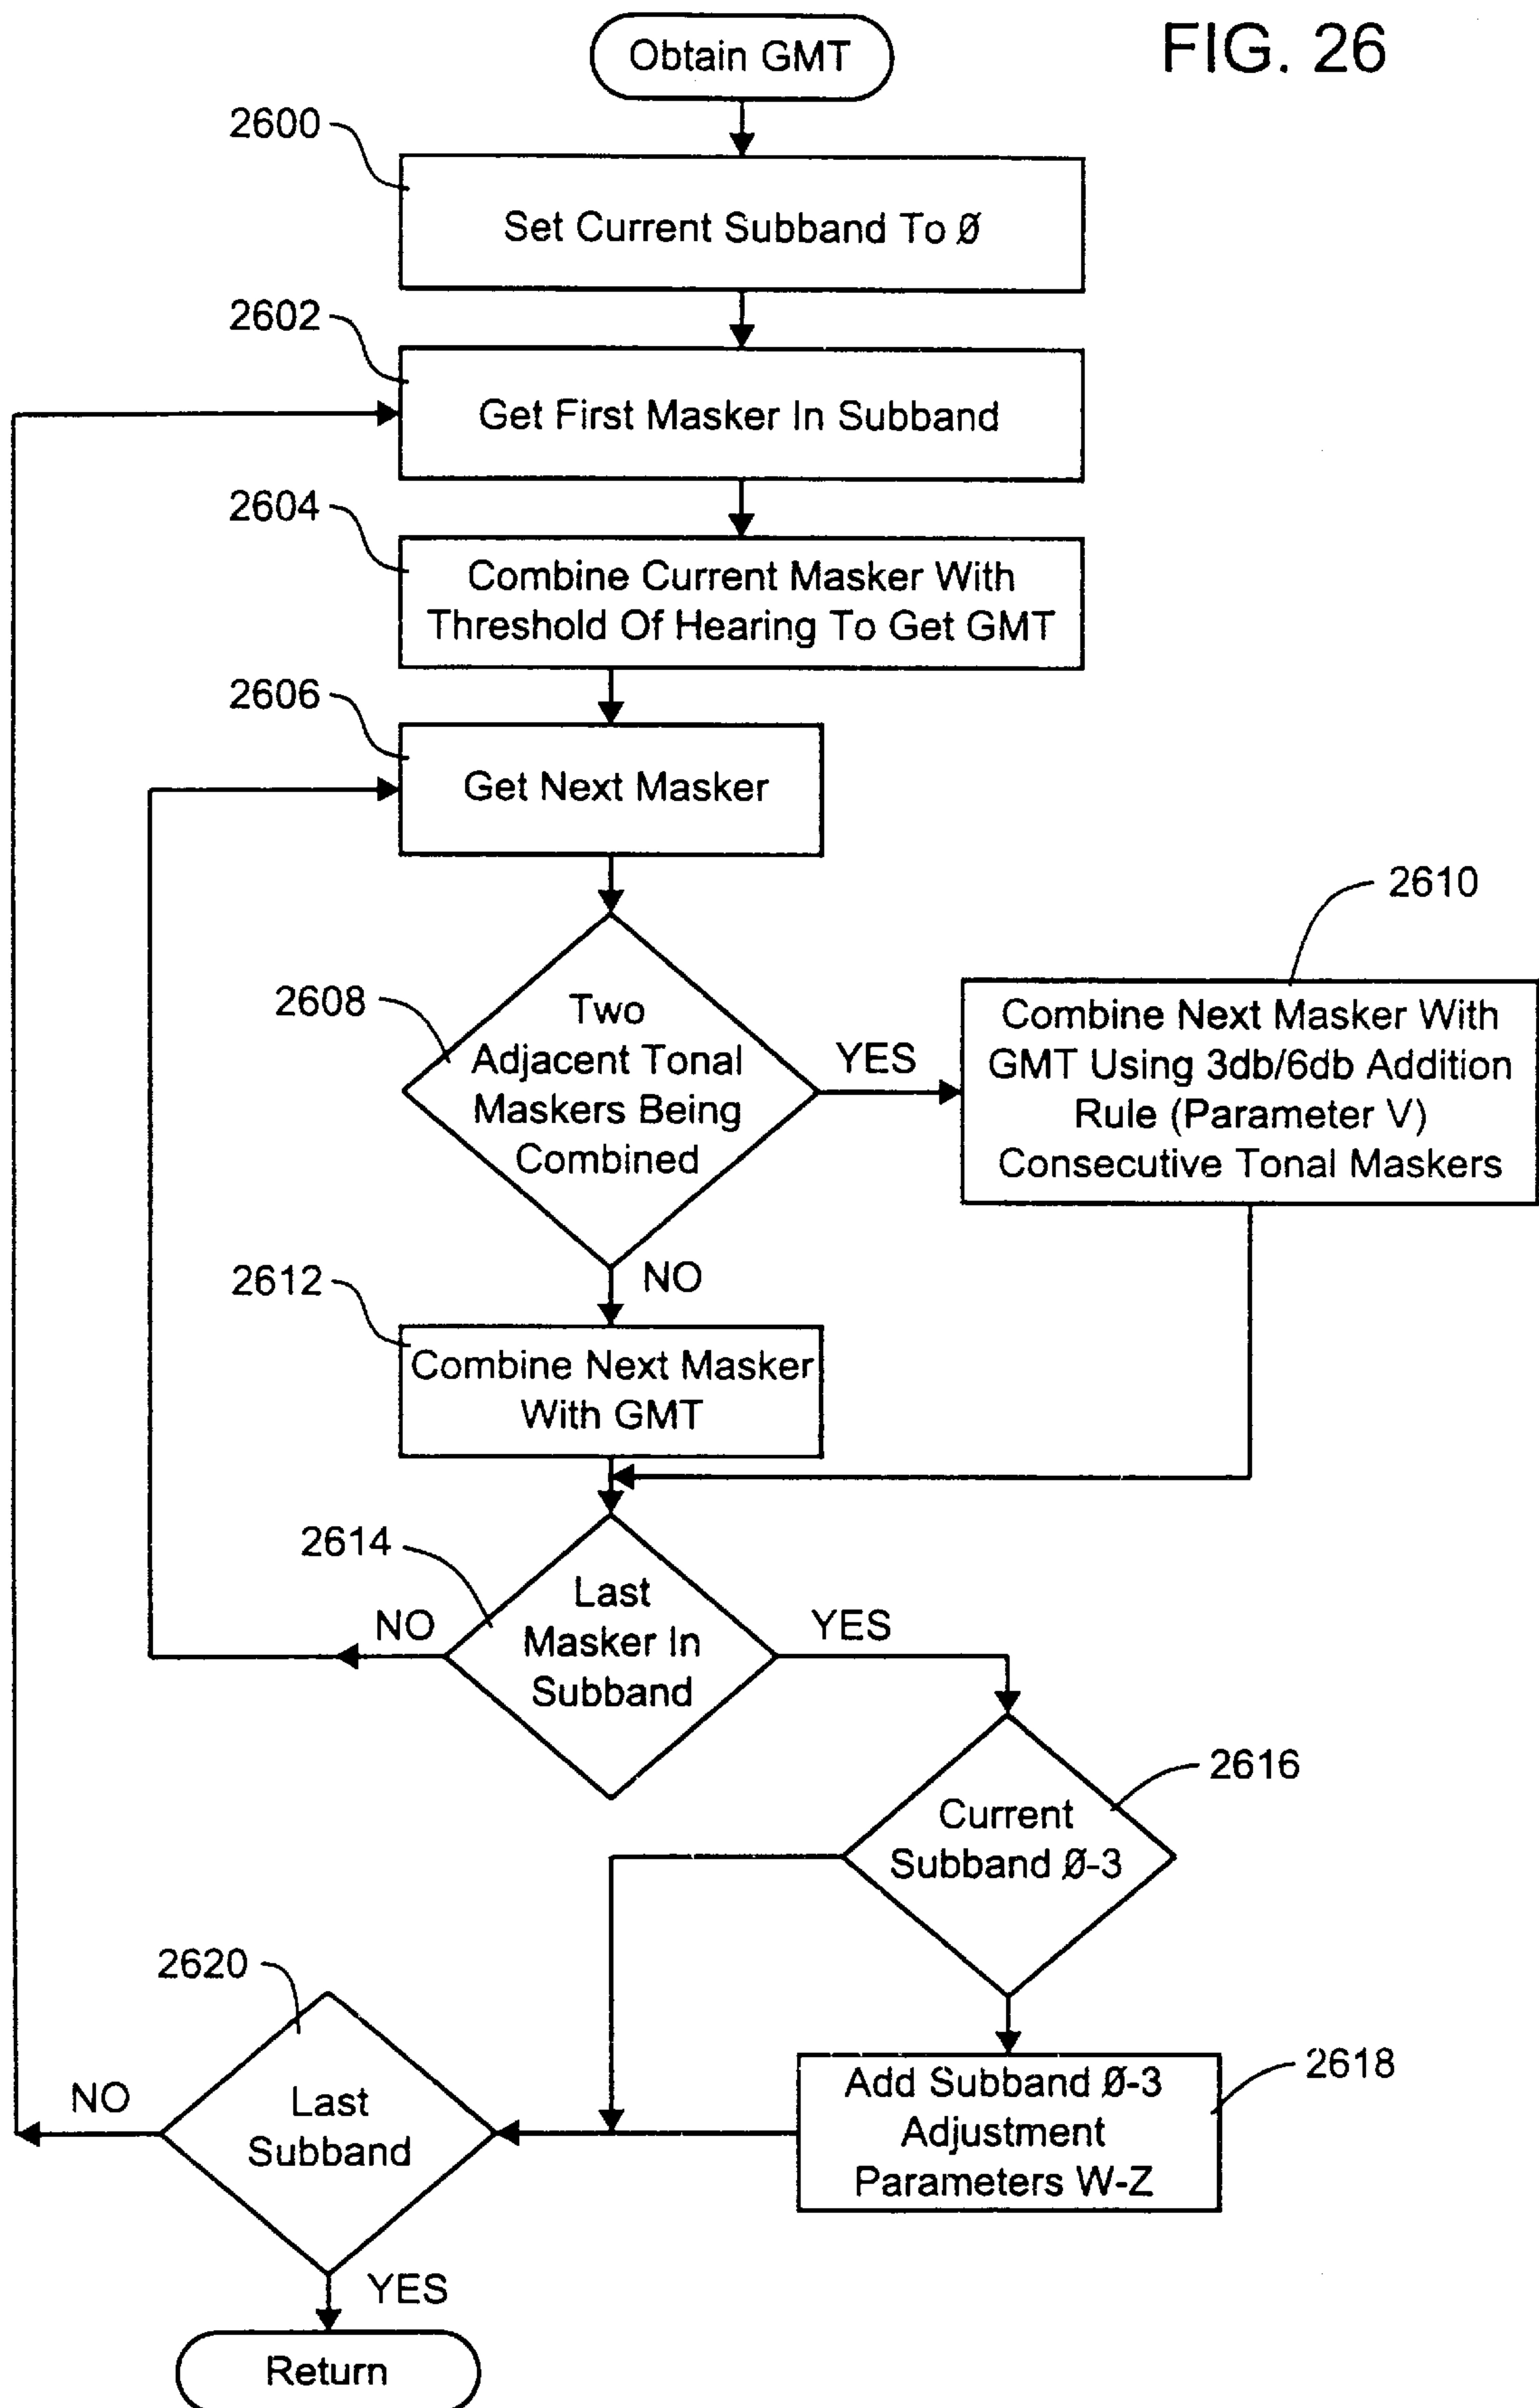 FIG. 26
Obtain GMT
2600
Set Current Subband To Ø
2602
Get First Masker In Subband
2604
Combine Current Masker With
Threshold Of Hearing To Get GMT
2606
Get Next Masker
2608
Two
Adjacent Tonal
Maskers Being
Combined
YES
2610
Combine Next Masker With
GMT Using 3db/6db Addition
Rule (Parameter V)
Consecutive Tonal Maskers
NO
2612
Combine Next Masker
With GMT
2614
Last
Masker In
Subband
NO
YES
2616
Current
Subband Ø-3
2618
Add Subband Ø-3
Adjustment
Parameters W-Z
2620
Last
Subband
NO
YES
Return